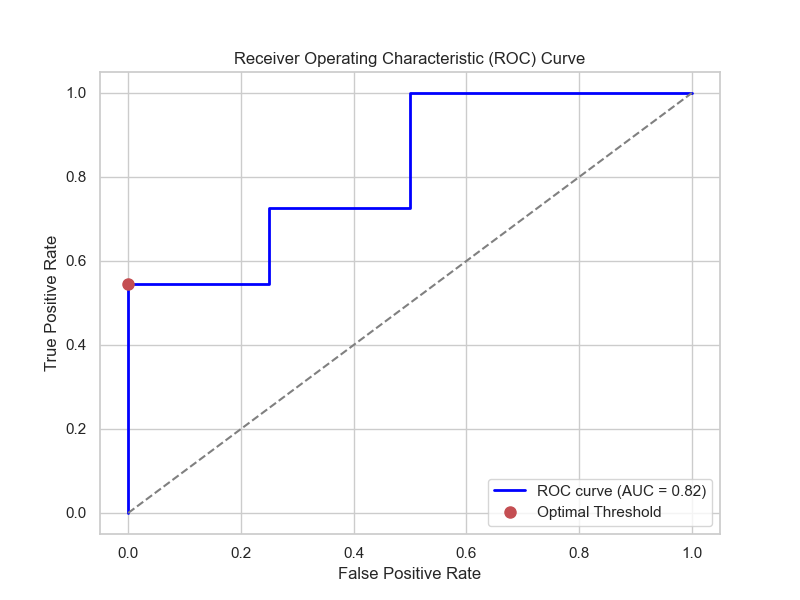 Receiver Operating Characteristic (ROC) Curve
True Positive Rate
1.0
0.8
0.6
0.4
0.2
0.0
ROC curve (AUC = 0.82)
Optimal Threshold
0.0 0.2 0.4 0.6 0.8 1.0
False Positive Rate